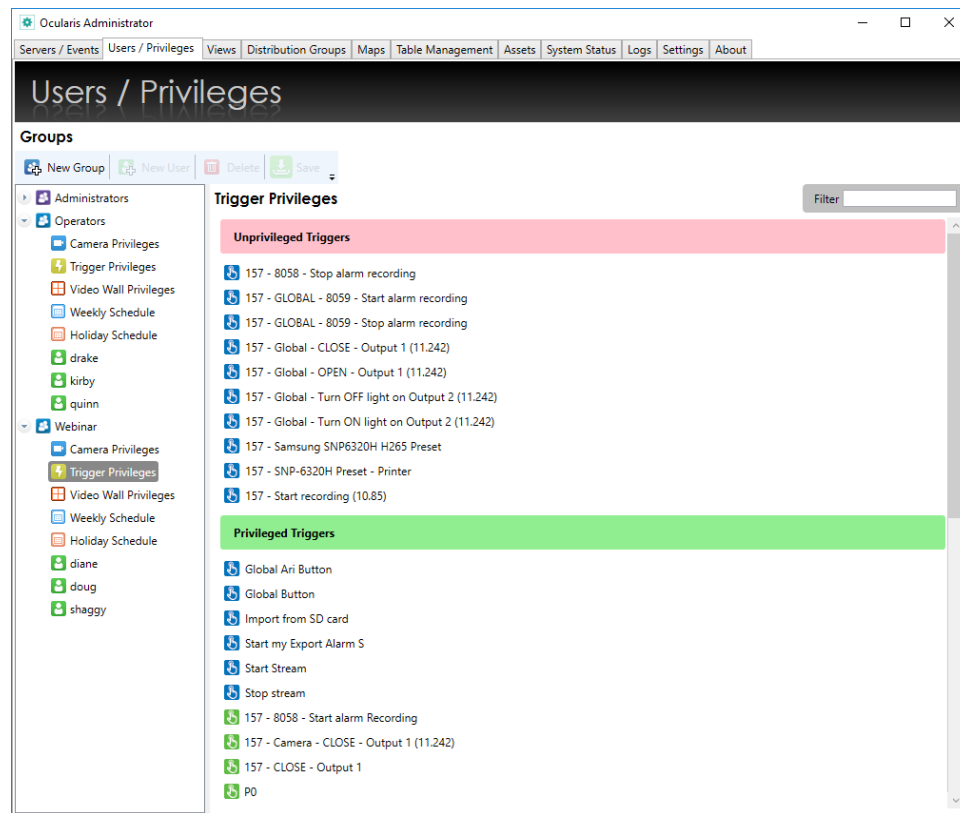 Ocularis Administrator
Servers / Events Users / Privileges Views Distribution Groups Maps Table Management Assets System Status Logs Settings About
Users / Privileges
Groups
New Group New User Delete Save
Administrators
Operators
Camera Privileges
Trigger Privileges
Video Wall Privileges
Weekly Schedule
Holiday Schedule
drake
kirby
quinn
Webinar
Camera Privileges
Trigger Privileges
Video Wall Privileges
Weekly Schedule
Holiday Schedule
diane
doug
shaggy
Trigger Privileges
Filter
Unprivileged Triggers
157 - 8058 - Stop alarm recording
157 - GLOBAL - 8059 - Start alarm recording
157 - GLOBAL - 8059 - Stop alarm recording
157 - Global - CLOSE - Output 1 (11.242)
157 - Global - OPEN - Output 1 (11.242)
157 - Global - Turn OFF light on Output 2 (11.242)
157 - Global - Turn ON light on Output 2 (11.242)
157 - Samsung SNP6320H H265 Preset
157 - SNP-6320H Preset - Printer
157 - Start recording (10.85)
Privileged Triggers
Global Ari Button
Global Button
Import from SD card
Start my Export Alarm S
Start Stream
Stop stream
157 - 8058 - Start alarm Recording
157 - Camera - CLOSE - Output 1 (11.242)
157 - CLOSE - Output 1
P0